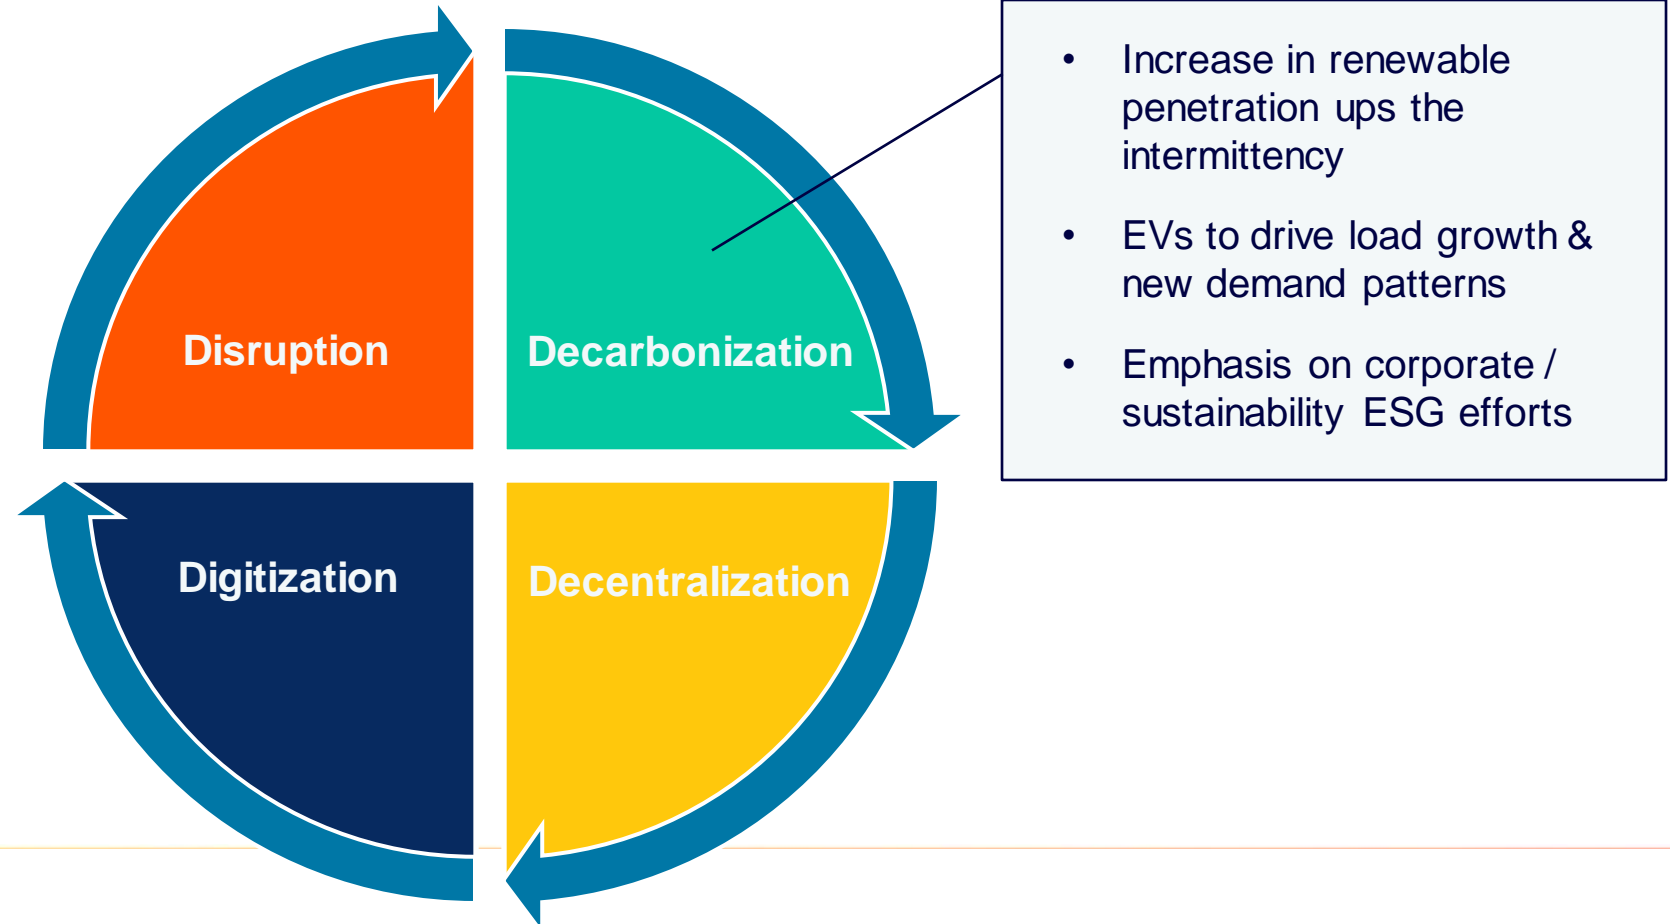 Disruption
Decarbonization
Digitization
Decentralization
• Increase in renewable
penetration ups the
intermittency
• EVs to drive load growth &
new demand patterns
• Emphasis on corporate /
sustainability ESG efforts